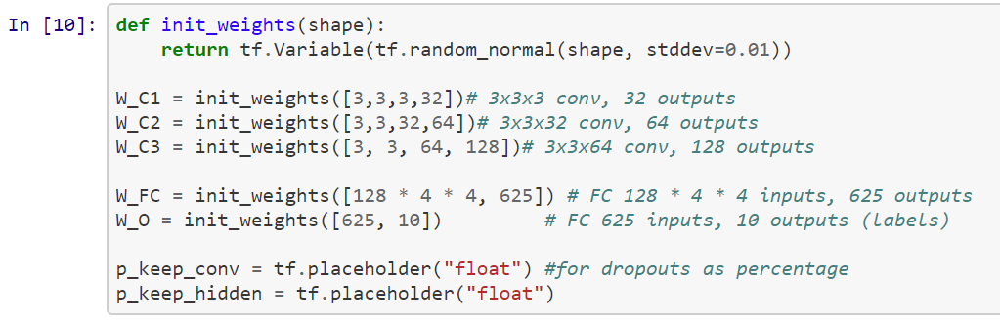 In [10]: def init_weights(shape):
    return tf.Variable(tf.random_normal(shape, stddev=0.01))
W_C1 = init_weights([3,3,3,32])# 3x3x3 conv, 32 outputs
W_C2 = init_weights([3,3,32,64])# 3x3x32 conv, 64 outputs
W_C3 = init_weights([3, 3, 64, 128])# 3x3x64 conv, 128 outputs
W_FC = init_weights([128 * 4 * 4, 625]) # FC 128 * 4 * 4 inputs, 625 outputs
W_O = init_weights([625, 10])         # FC 625 inputs, 10 outputs (labels)
p_keep_conv = tf.placeholder("float") #for dropouts as percentage
p_keep_hidden = tf.placeholder("float")